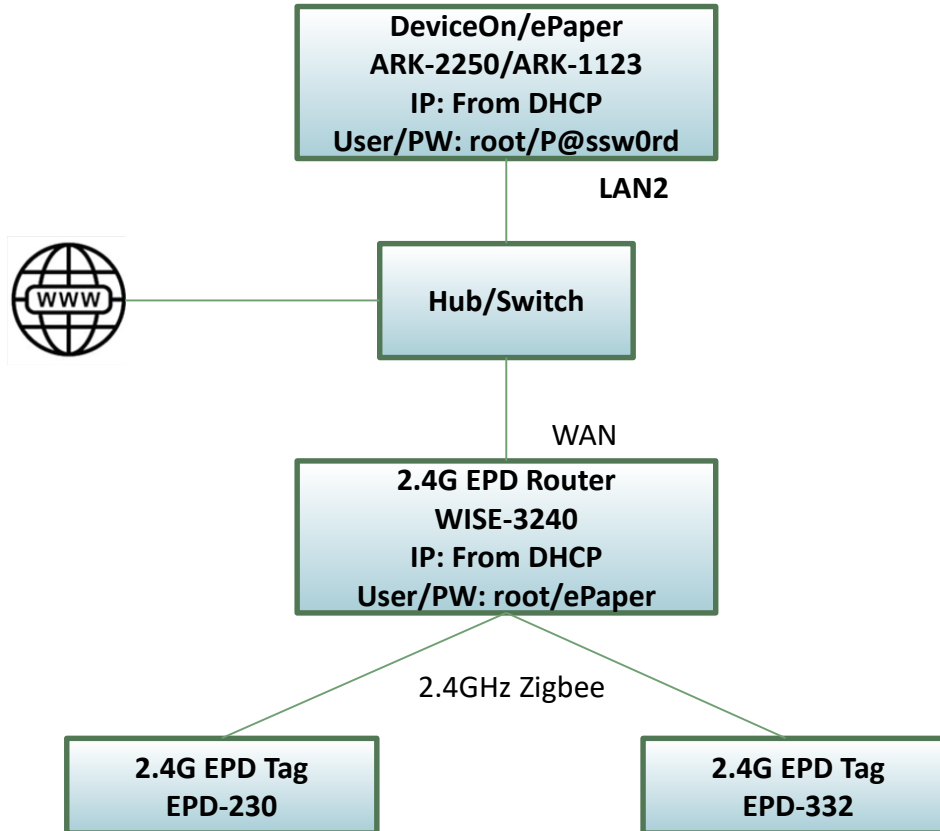 DeviceOn/ePaper
ARK-2250/ARK-1123
IP: From DHCP
User/PW: root/P@ssw0rd
LAN2
WWW
Hub/Switch
WAN
2.4G EPD Router
WISE-3240
IP: From DHCP
User/PW: root/ePaper
2.4GHz Zigbee
2.4G EPD Tag
EPD-230
2.4G EPD Tag
EPD-332